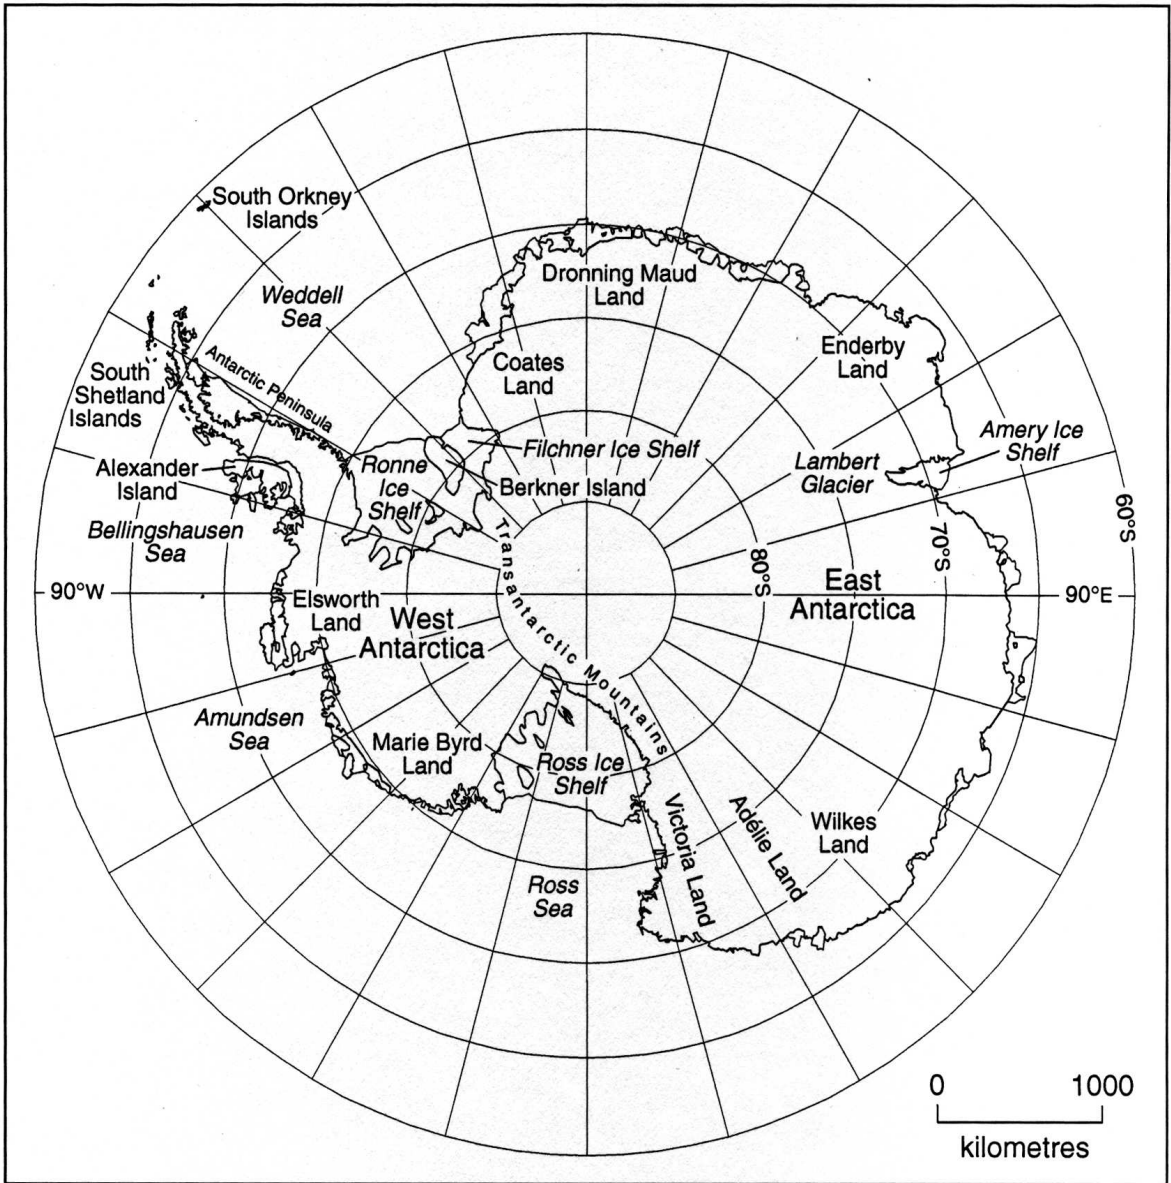 South Orkney
Islands
Weddell
Sea
Dronning Maud
Land
Enderby
Land
Antarctic Peninsula
South
Shetland
Islands
Coates
Land
Amery Ice
Shelf
Filchner Ice Shelf
Alexander
Island
Ronne
Ice
Shelf
Berkner Island
Lambert
Glacier
Bellingshausen
Sea
60°S
70°S
80°S
90°W
Elsworth
Land
West
Antarctica
Transantarctic Mountains
East
Antarctica
90°E
Amundsen
Sea
Marie Byrd
Land
Ross Ice
Shelf
Victoria Land
Adélie Land
Wilkes
Land
Ross
Sea
0 1000
kilometres